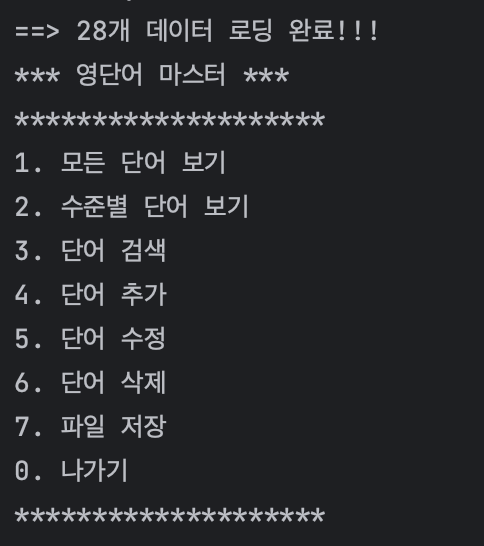 ==> 28개 데이터 로딩 완료!!!
*** 영단어 마스터 ***
********************
1. 모든 단어 보기
2. 수준별 단어 보기
3. 단어 검색
4. 단어 추가
5. 단어 수정
6. 단어 삭제
7. 파일 저장
0. 나가기
********************